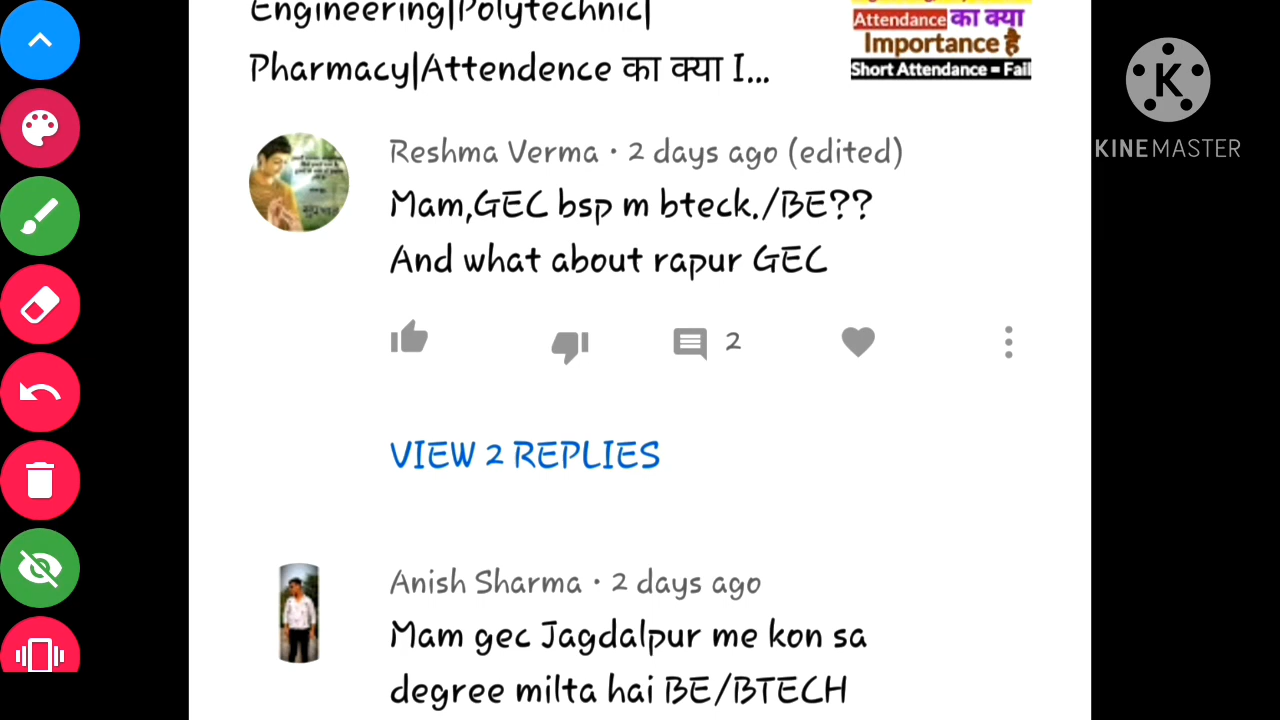 Engineering|Polytechnic|
Pharmacy|Attendence का क्या I...
Attendance का क्या
Importance है
Short Attendance = Fail
KINEMASTER
Reshma Verma • 2 days ago (edited)
Mam,GEC bsp m bteck./BE??
And what about rapur GEC
2
VIEW 2 REPLIES
Anish Sharma • 2 days ago
Mam gec Jagdalpur me kon sa
degree milta hai BE/BTECH